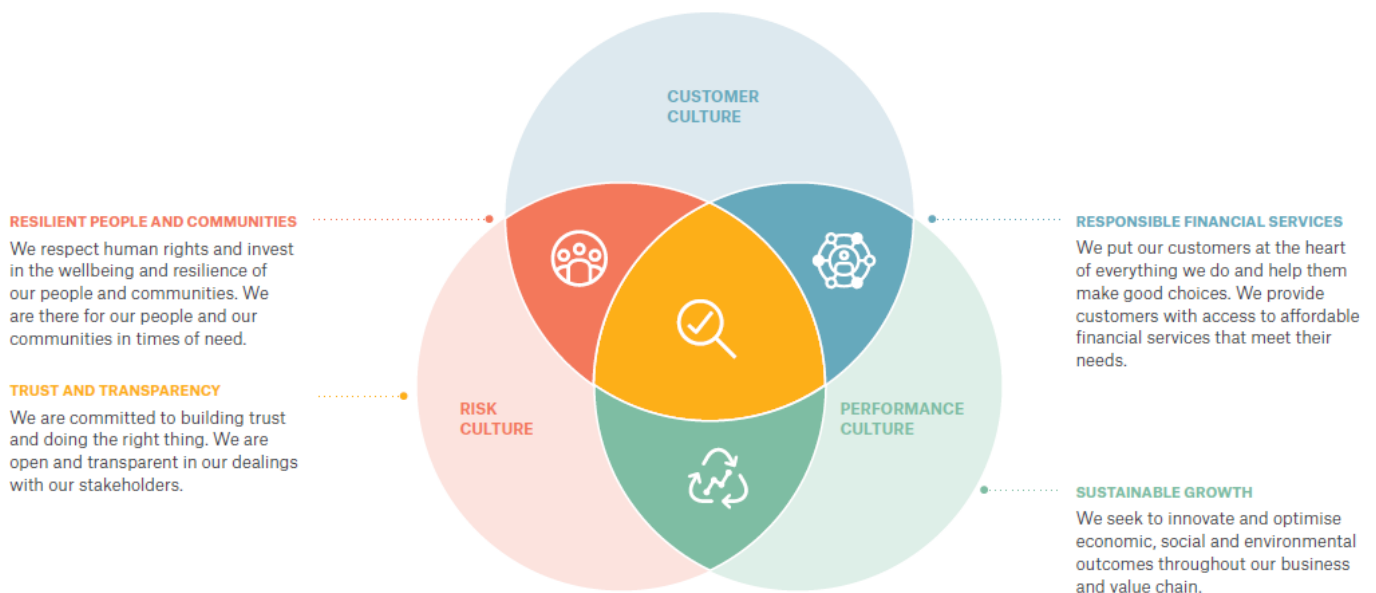 CUSTOMER
CULTURE
RESILIENT PEOPLE AND COMMUNITIES
We respect human rights and invest
in the wellbeing and resilience of
our people and communities. We
are there for our people and our
communities in times of need.
TRUST AND TRANSPARENCY
We are committed to building trust
and doing the right thing. We are
open and transparent in our dealings
with our stakeholders.
RISK
CULTURE
PERFORMANCE
CULTURE
RESPONSIBLE FINANCIAL SERVICES
We put our customers at the heart
of everything we do and help them
make good choices. We provide
customers with access to affordable
financial services that meet their
needs.
SUSTAINABLE GROWTH
We seek to innovate and optimise
economic, social and environmental
outcomes throughout our business
and value chain.